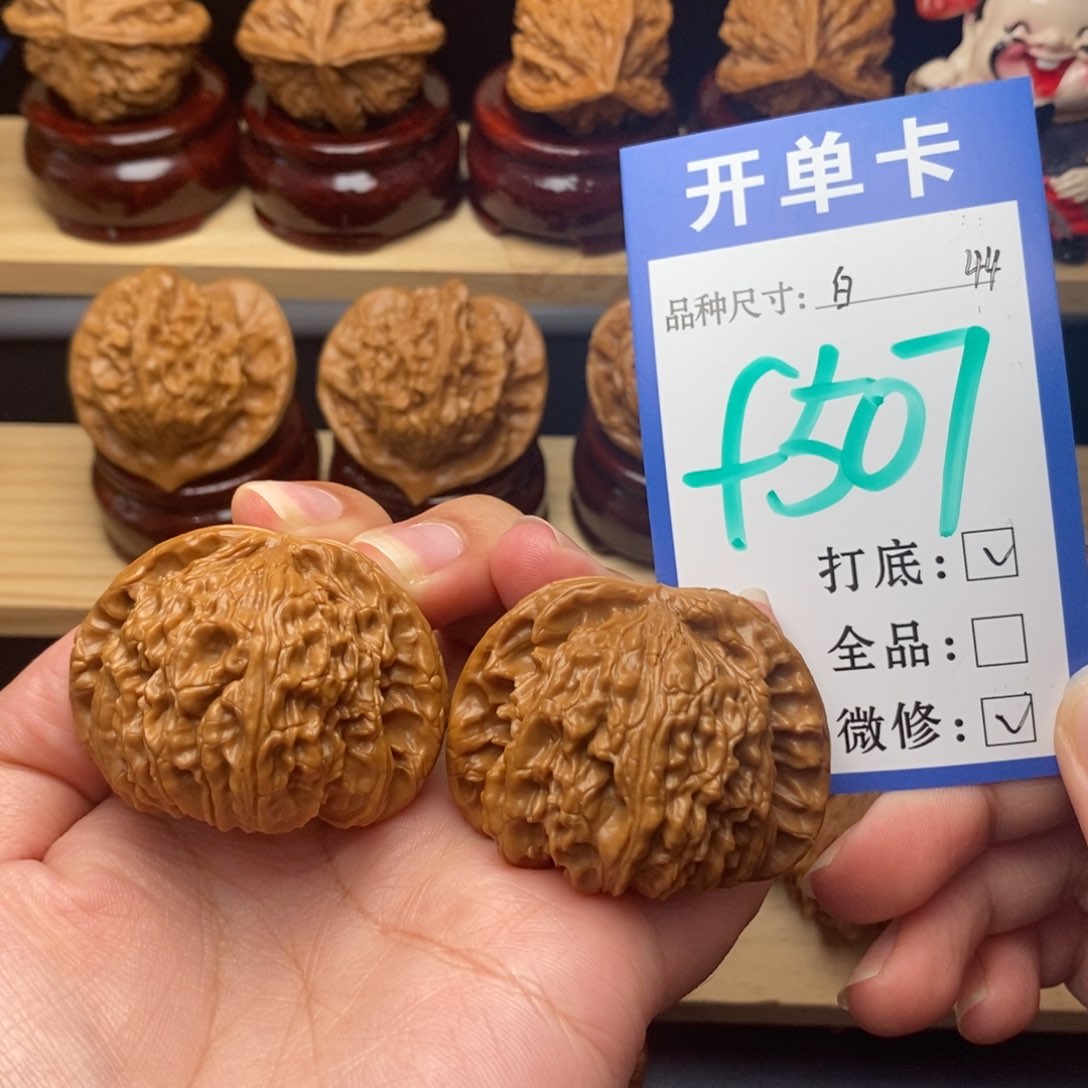 开单卡
品种尺寸: 白 44
f507
打底: ✓
全品:
微修: ✓